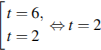 [t = 6,
t = 2 ⇔ t = 2